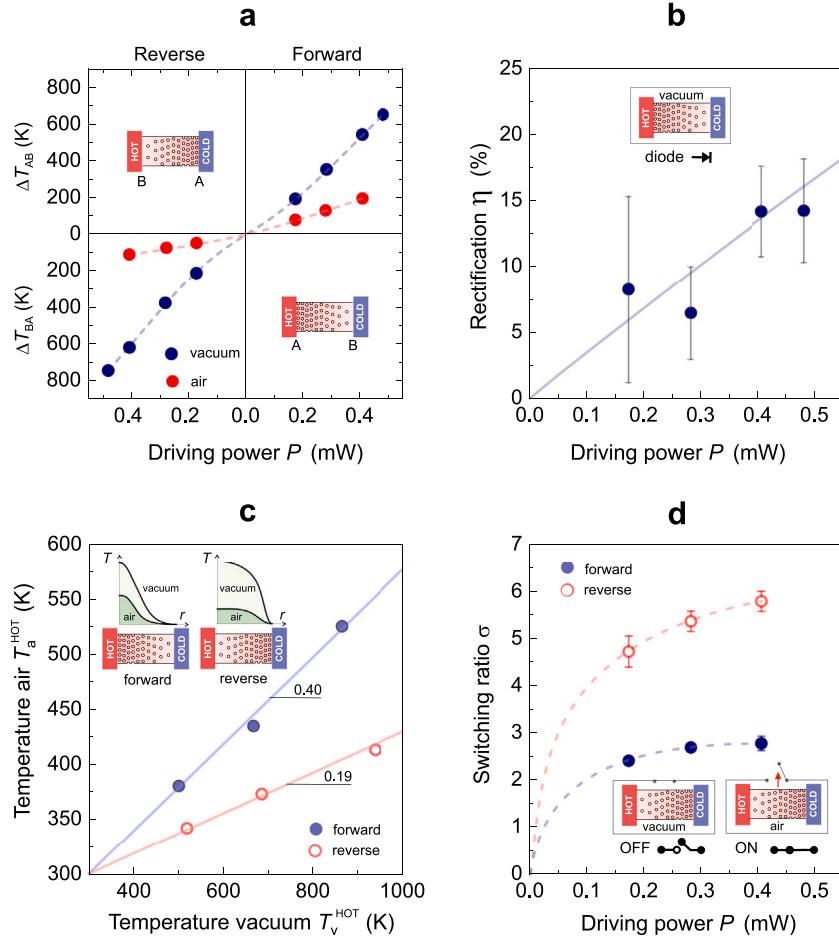 a
Reverse
Forward
800
600
400
200
0
200
400
600
800
ΔT_AB (K)
ΔT_BA (K)
HOT
COLD
B
A
HOT
COLD
A
B
vacuum
air
0.4
0.2
0.0
0.2
0.4
Driving power P (mW)
b
25
20
15
10
5
0
Rectification η (%)
vacuum
HOT
COLD
diode
0.0
0.1
0.2
0.3
0.4
0.5
Driving power P (mW)
c
600
550
500
450
400
350
300
Temperature air T_a^HOT (K)
T
vacuum
air
r
HOT
COLD
forward
T
vacuum
air
r
HOT
COLD
reverse
0.40
0.19
forward
reverse
400
600
800
1000
Temperature vacuum T_v^HOT (K)
d
7
6
5
4
3
2
1
0
Switching ratio σ
forward
reverse
HOT
COLD
vacuum
OFF
HOT
COLD
air
ON
0.0
0.1
0.2
0.3
0.4
0.5
Driving power P (mW)